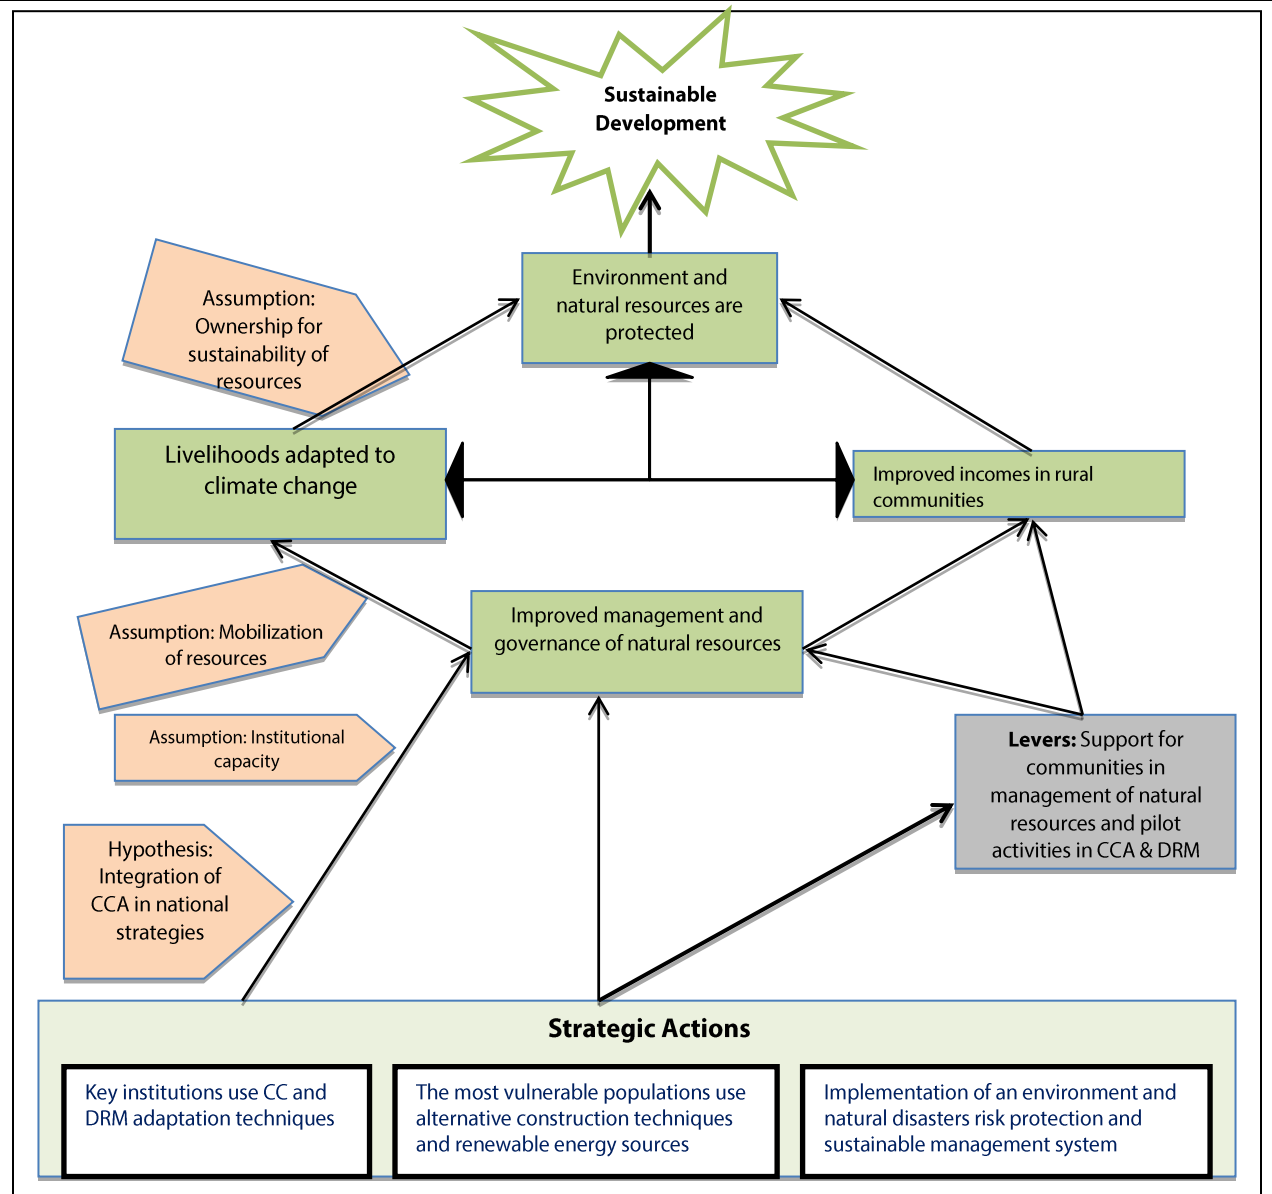 Sustainable
Development
Environment and
natural resources are
protected
Assumption:
Ownership for
sustainability of
resources
Livelihoods adapted to
climate change
Improved incomes in rural
communities
Improved management and
governance of natural resources
Assumption: Mobilization
of resources
Assumption: Institutional
capacity
Levers: Support for
communities in
management of natural
resources and pilot
activities in CCA & DRM
Hypothesis:
Integration of
CCA in national
strategies
Strategic Actions
Key institutions use CC and
DRM adaptation techniques
The most vulnerable populations use
alternative construction techniques
and renewable energy sources
Implementation of an environment and
natural disasters risk protection and
sustainable management system